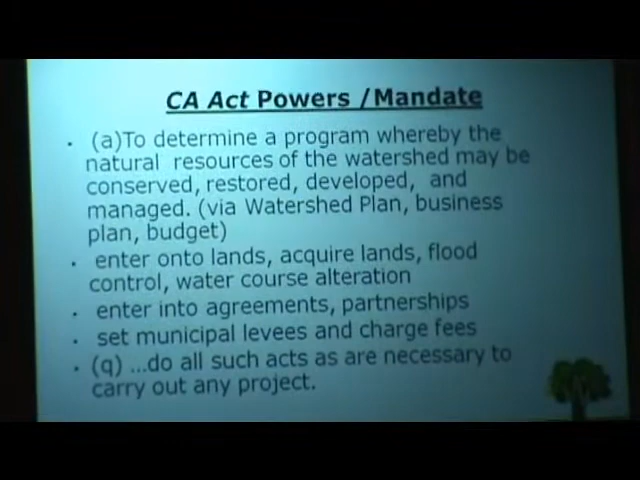 CA Act Powers /Mandate
• (a)To determine a program whereby the
natural resources of the watershed may be
conserved, restored, developed, and
managed. (via Watershed Plan, business
plan, budget)
• enter onto lands, acquire lands, flood
control, water course alteration
• enter into agreements, partnerships
• set municipal levees and charge fees
• (q) ...do all such acts as are necessary to
carry out any project.